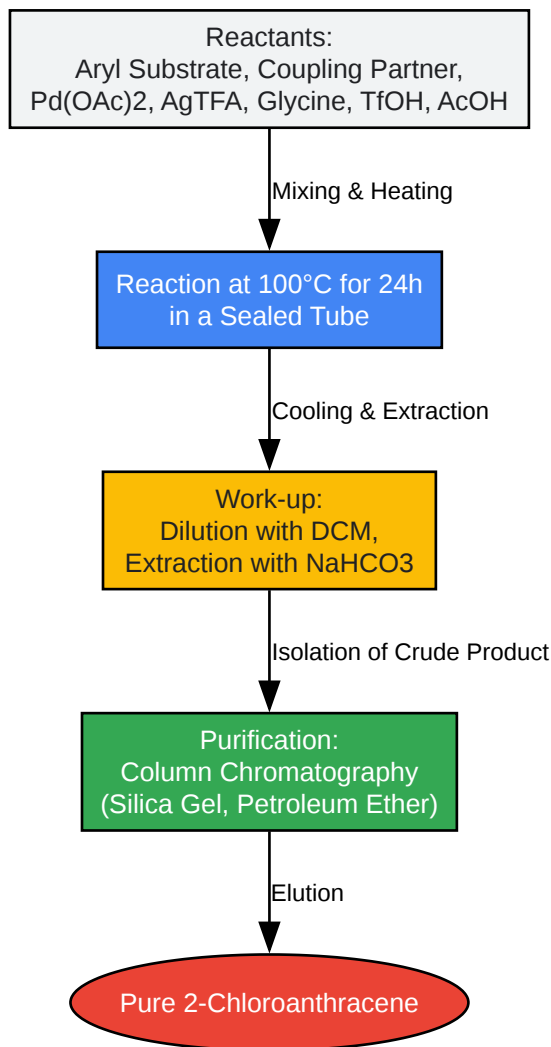 Reactants:
Aryl Substrate, Coupling Partner,
Pd(OAc)2, AgTFA, Glycine, TfOH, AcOH
Mixing & Heating
Reaction at 100°C for 24h
in a Sealed Tube
Cooling & Extraction
Work-up:
Dilution with DCM,
Extraction with NaHCO3
Isolation of Crude Product
Purification:
Column Chromatography
(Silica Gel, Petroleum Ether)
Elution
Pure 2-Chloroanthracene